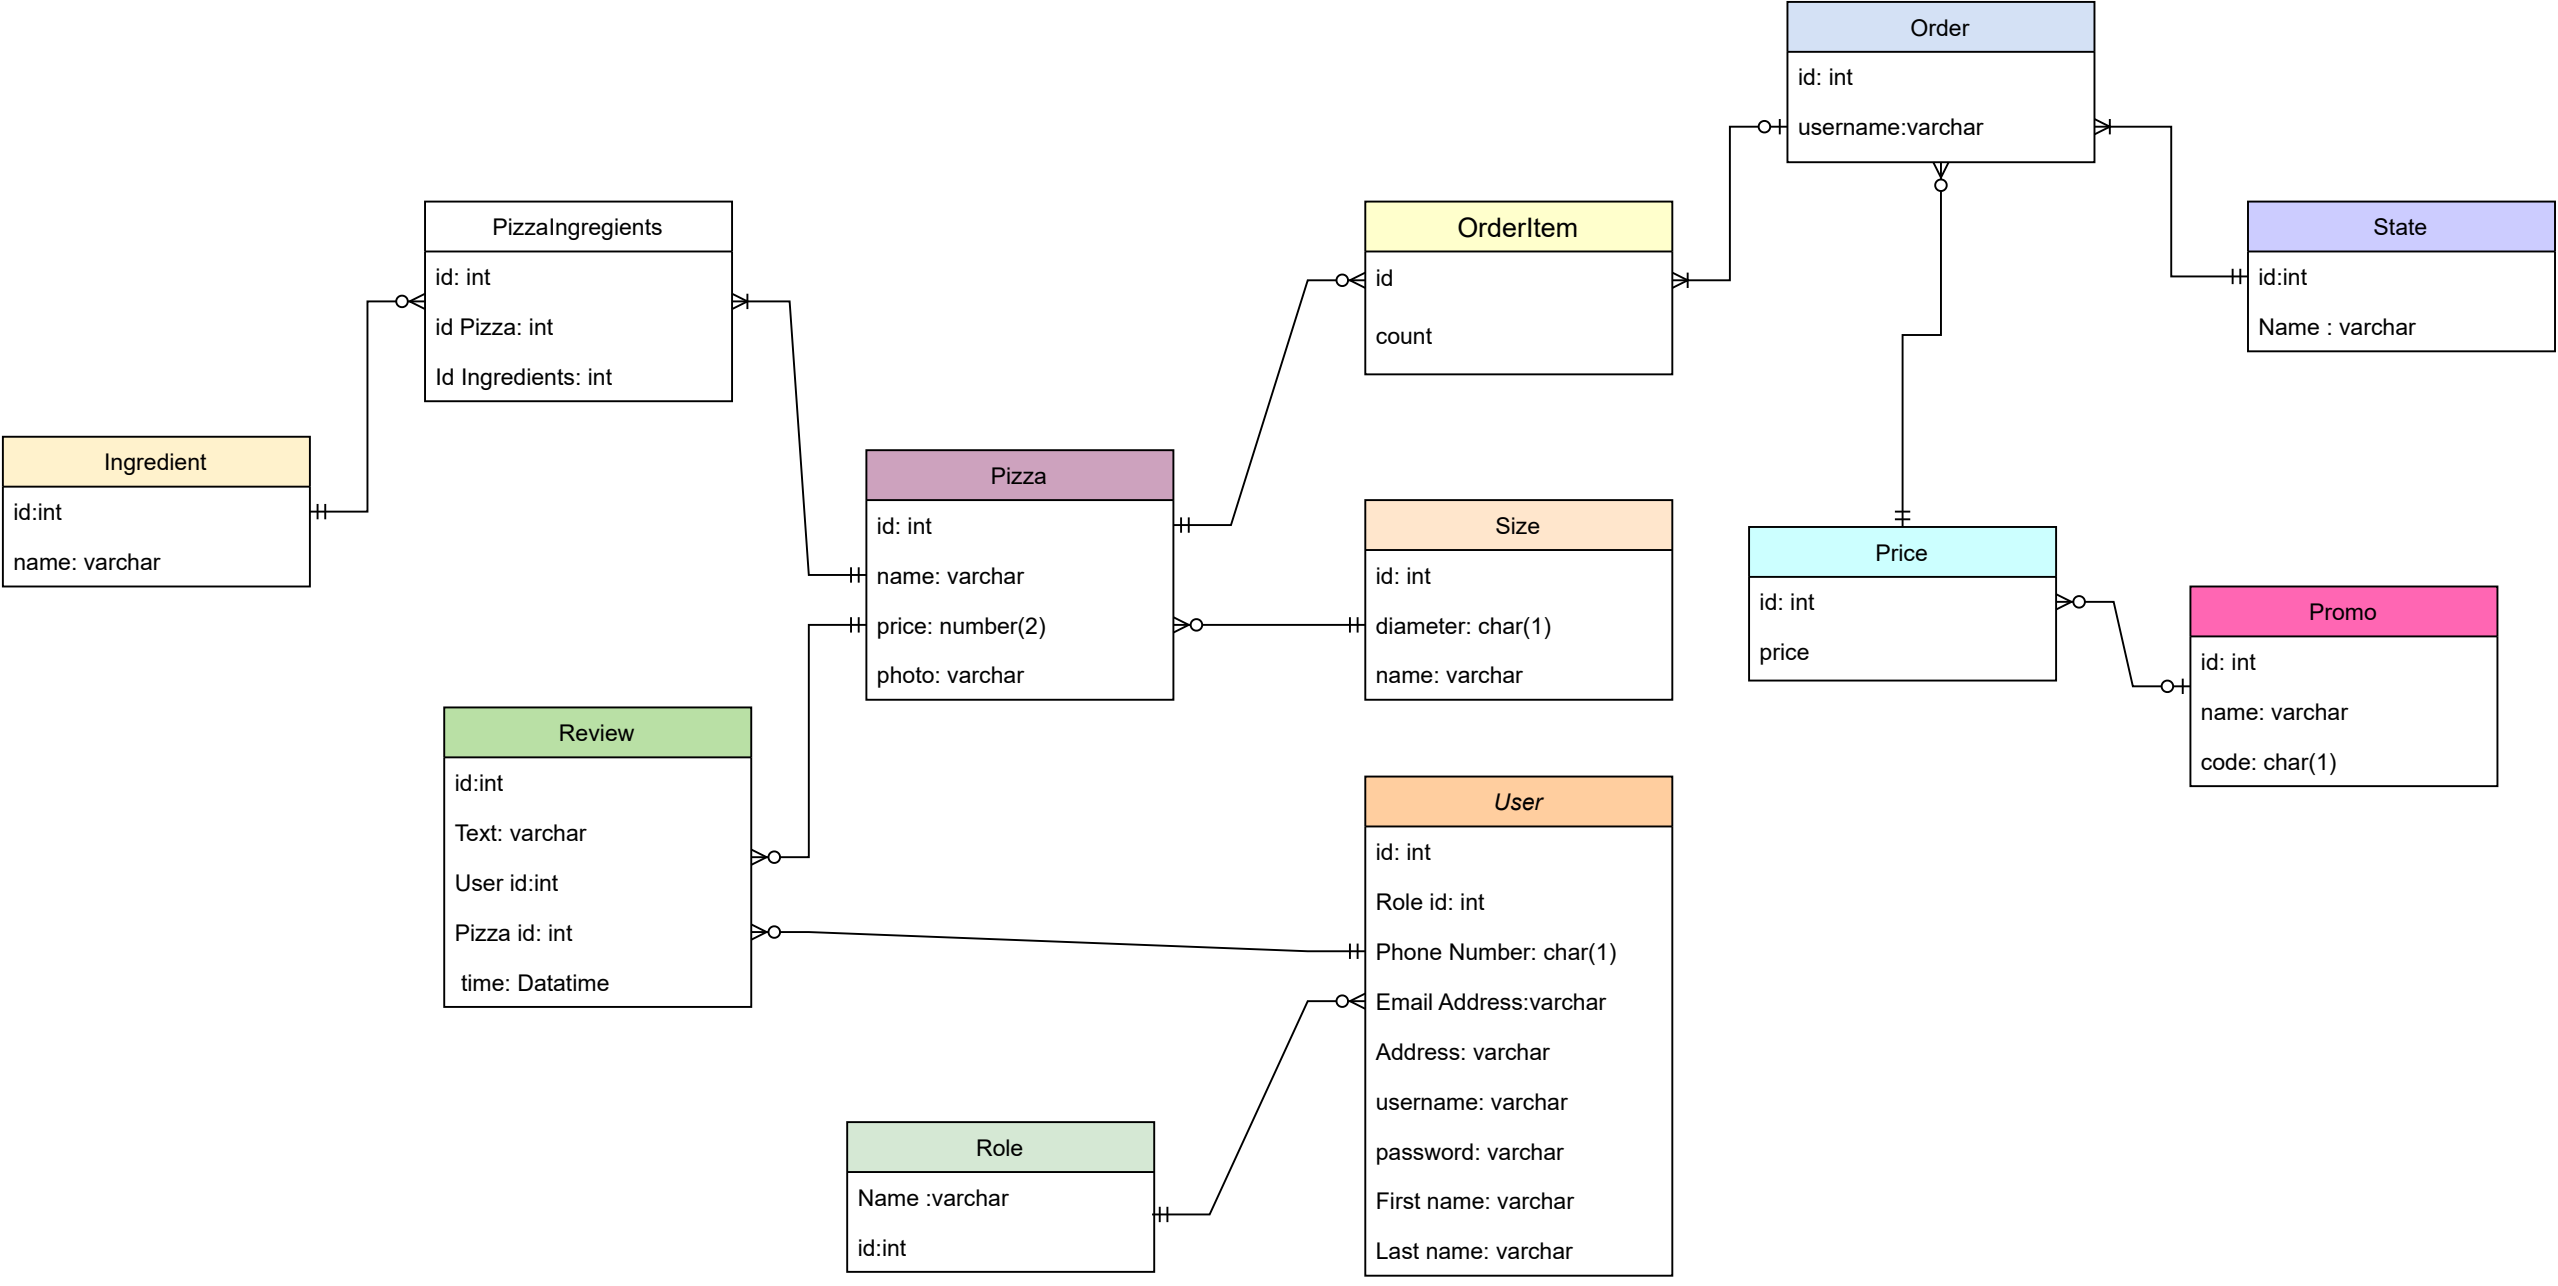 Order
id: int
username:varchar
PizzaIngregients
id: int
id Pizza: int
Id Ingredients: int
OrderItem
id
count
State
id:int
Name : varchar
Ingredient
id:int
name: varchar
Pizza
id: int
name: varchar
price: number(2)
photo: varchar
Size
id: int
diameter: char(1)
name: varchar
Price
id: int
price
Promo
id: int
name: varchar
code: char(1)
Review
id:int
Text: varchar
User id:int
Pizza id: int
time: Datatime
User
id: int
Role id: int
Phone Number: char(1)
Email Address:varchar
Address: varchar
username: varchar
password: varchar
First name: varchar
Last name: varchar
Role
Name :varchar
id:int